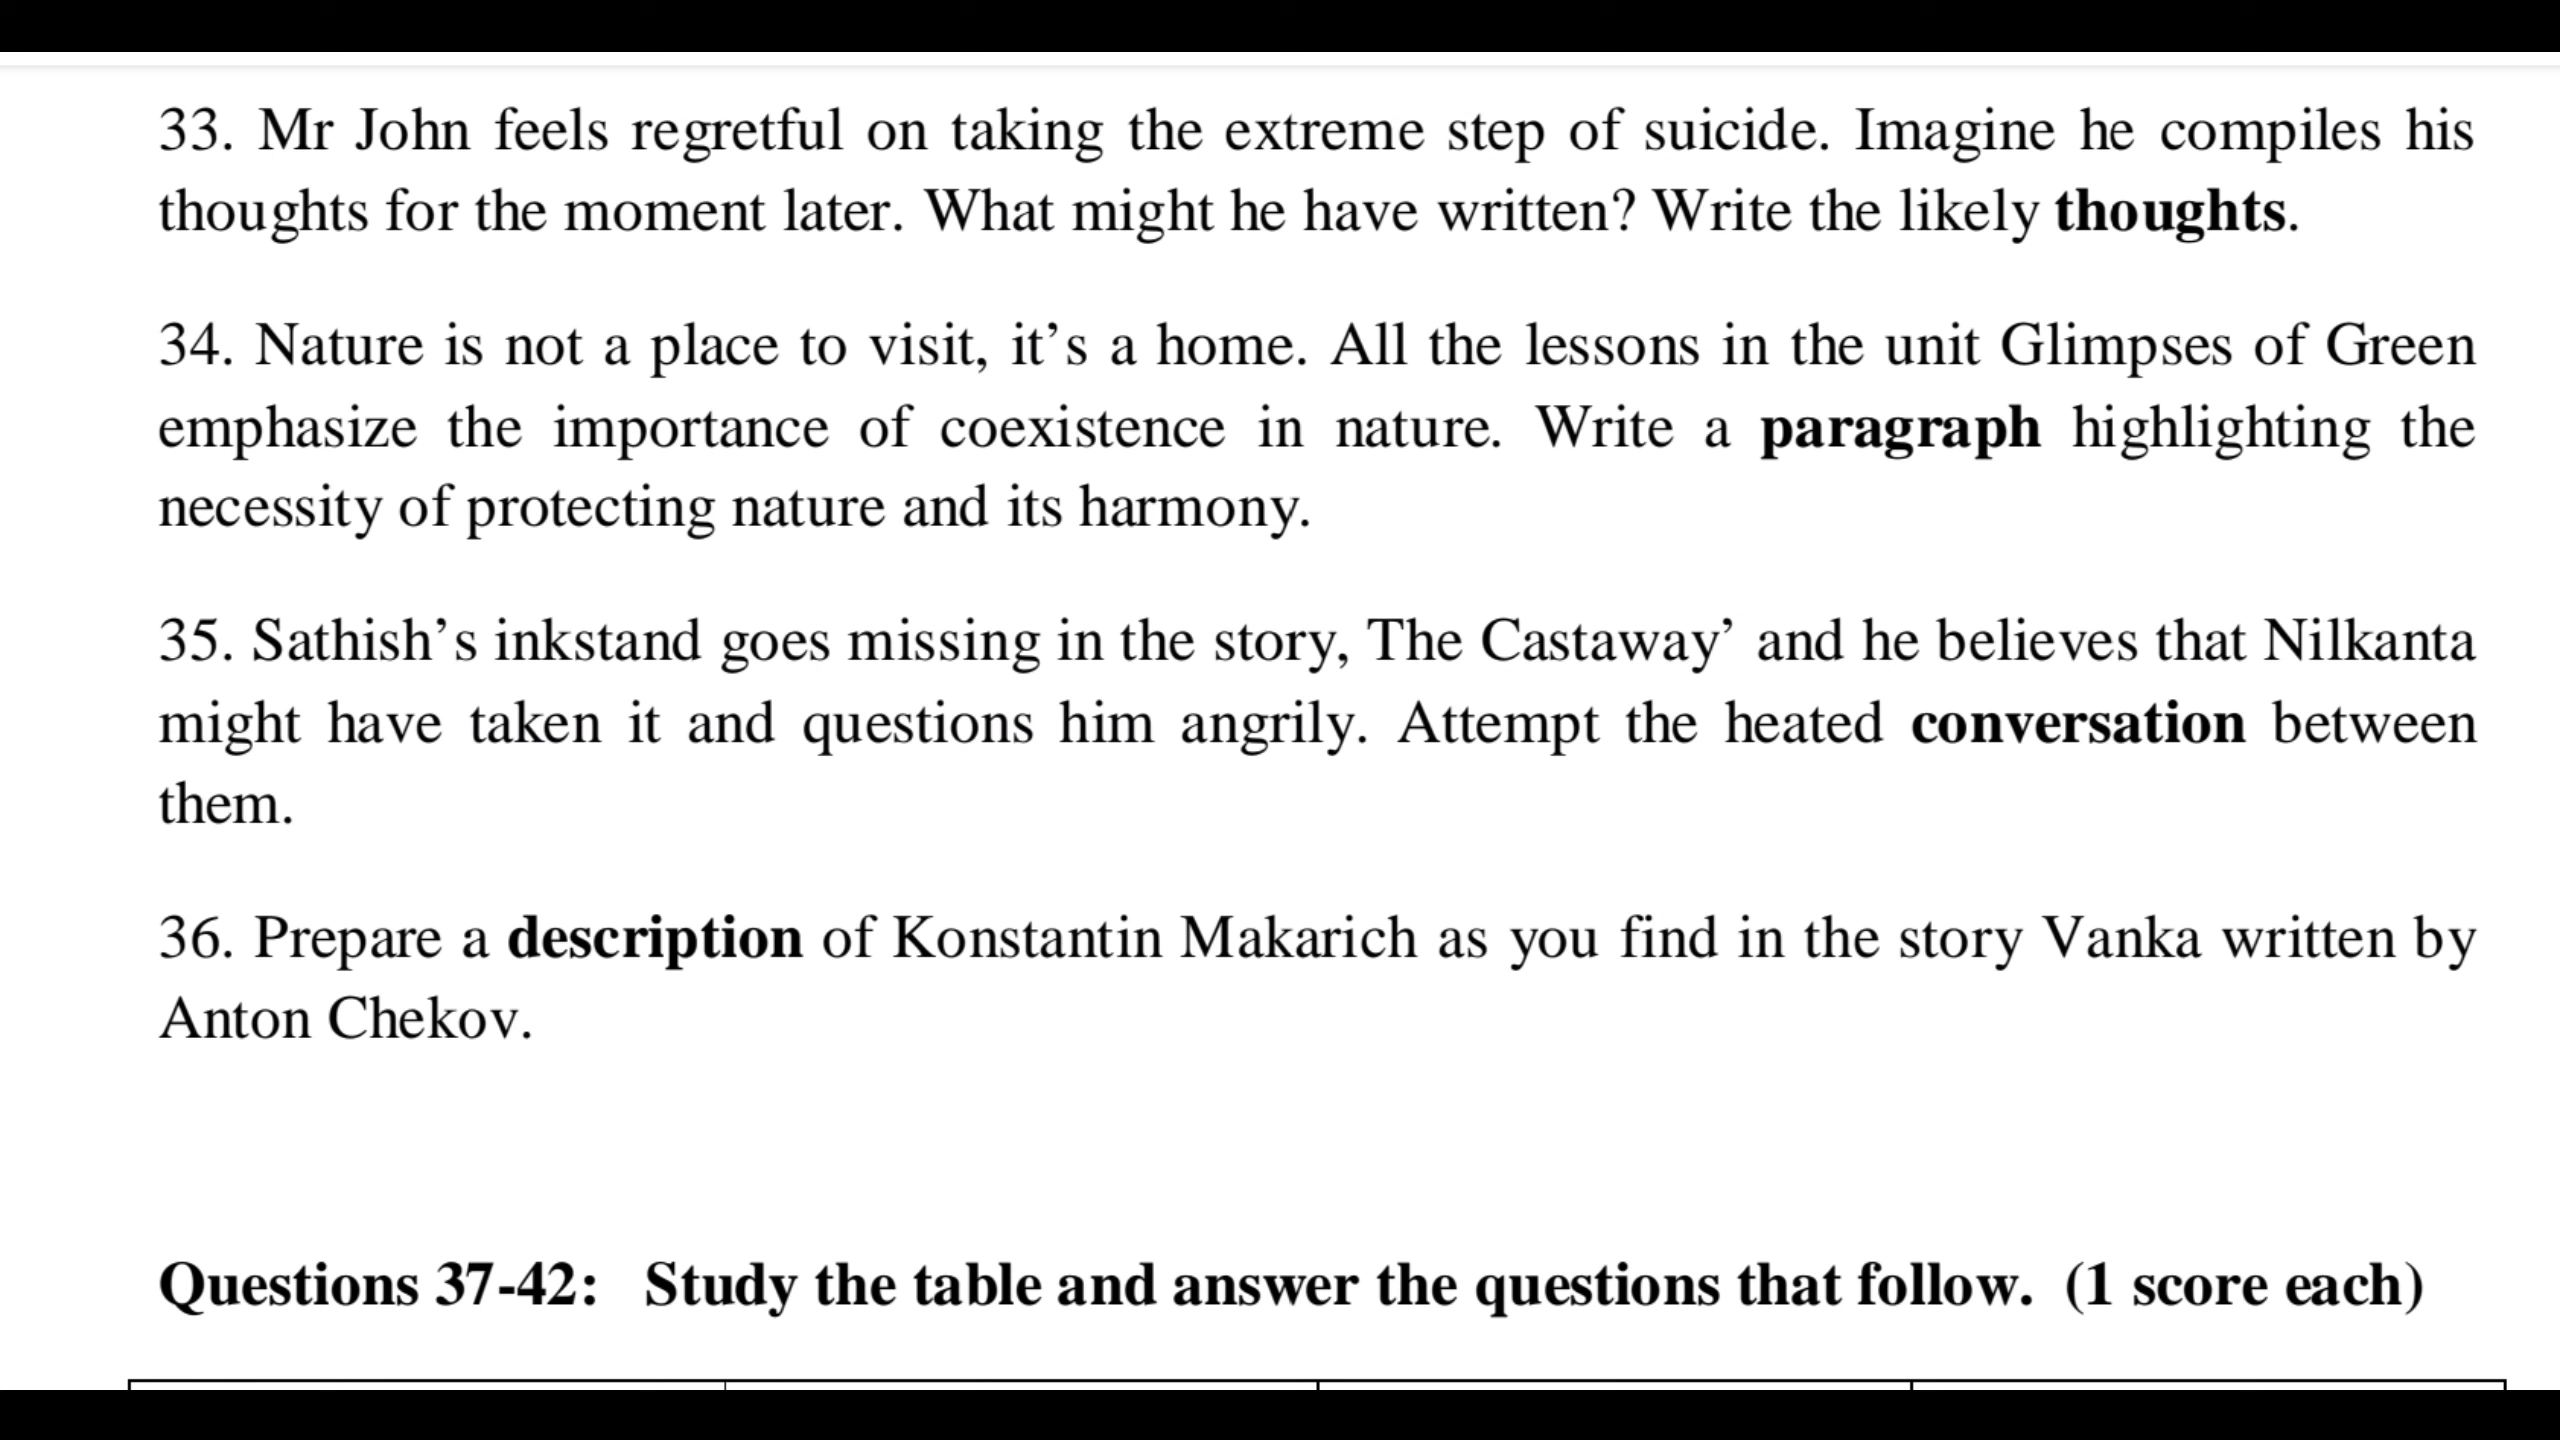 33. Mr John feels regretful on taking the extreme step of suicide. Imagine he compiles his
thoughts for the moment later. What might he have written? Write the likely thoughts.
34. Nature is not a place to visit, it’s a home. All the lessons in the unit Glimpses of Green
emphasize the importance of coexistence in nature. Write a paragraph highlighting the
necessity of protecting nature and its harmony.
35. Sathish’s inkstand goes missing in the story, The Castaway’ and he believes that Nilkanta
might have taken it and questions him angrily. Attempt the heated conversation between
them.
36. Prepare a description of Konstantin Makarich as you find in the story Vanka written by
Anton Chekov.
Questions 37-42: Study the table and answer the questions that follow. (1 score each)